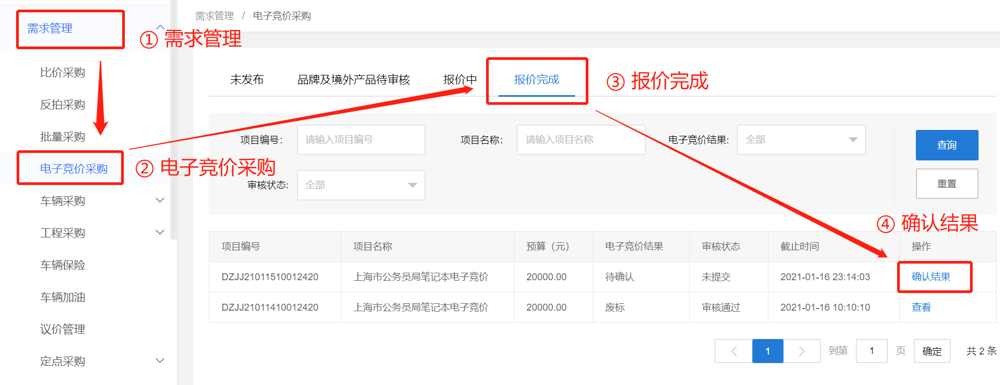 需求管理 / 电子竞价采购
需求管理
① 需求管理
比价采购
反拍采购
批量采购
电子竞价采购
② 电子竞价采购
车辆采购
工程采购
车辆保险
车辆加油
议价管理
定点采购
未发布 品牌及境外产品待审核 报价中 报价完成
③ 报价完成
项目编号： 请输入项目编号 项目名称： 请输入项目名称 电子竞价结果: 全部 查询
审核状态: 全部 重置
④ 确认结果
项目编号 项目名称 预算（元） 电子竞价结果 审核状态 截止时间 操作
DZJJ21011510012420 上海市公务员局笔记本电子竞价 20000.00 待确认 未提交 2021-01-16 23:14:03 确认结果
DZJJ21011410012420 上海市公务员局笔记本电子竞价 20000.00 废标 审核通过 2021-01-16 10:10:10 查看
1 到第 1 页 确定 共 2 条